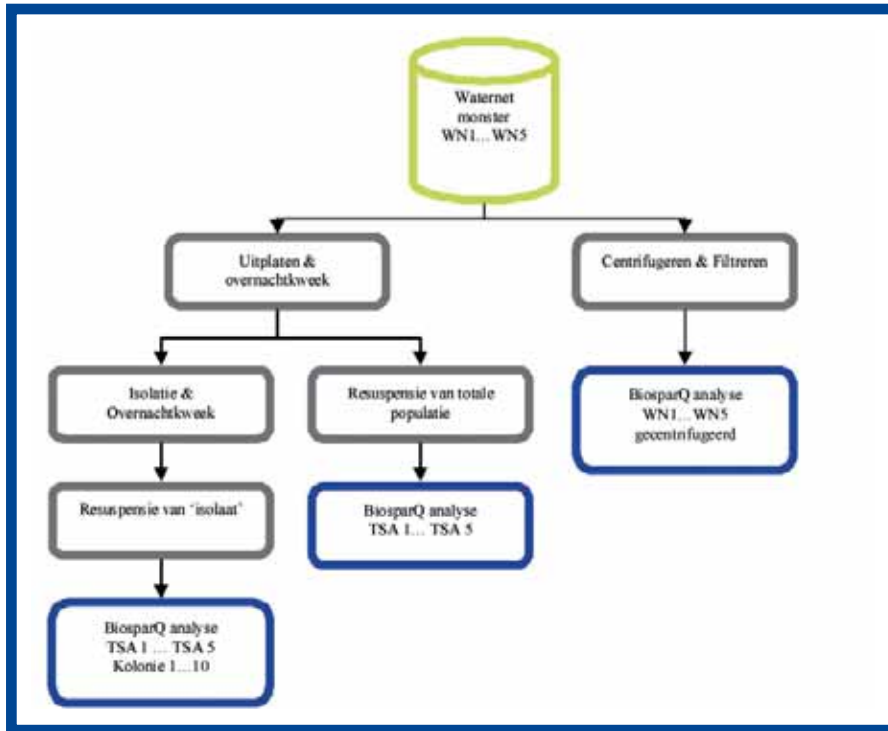 Waternet
monster
WN1... WN5
Uitplaten &
overnachtkweek
Centrifugeren & Filtreren
Isolatie &
Overnachtkweek
Resuspensie van totale
populatie
BiosparQ analyse
WN1...WN5
gecentrifugeerd
Resuspensie van ‘isolaat’
BiosparQ analyse
TSA 1... TSA 5
BiosparQ analyse
TSA 1 .... TSA 5
Kolonie 1...10